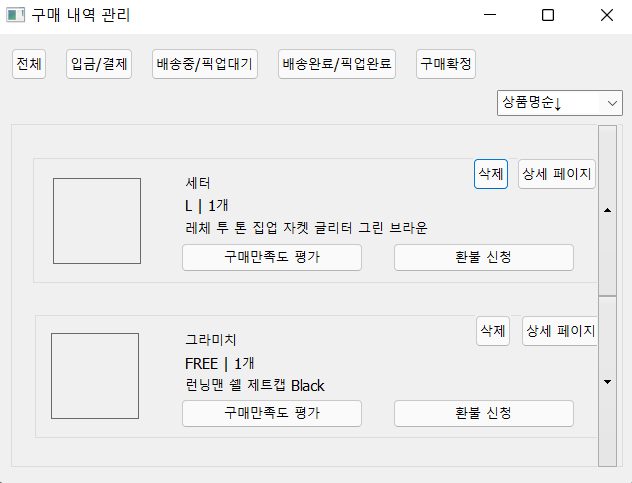 구매 내역 관리
전체 입금/결제 배송중/픽업대기 배송완료/픽업완료 구매확정
상품명순↓
세터 삭제 상세 페이지
L | 1개
레체 투 톤 집업 자켓 글리터 그린 브라운
구매만족도 평가 환불 신청
그라미치 삭제 상세 페이지
FREE | 1개
런닝맨 쉘 제트캡 Black
구매만족도 평가 환불 신청